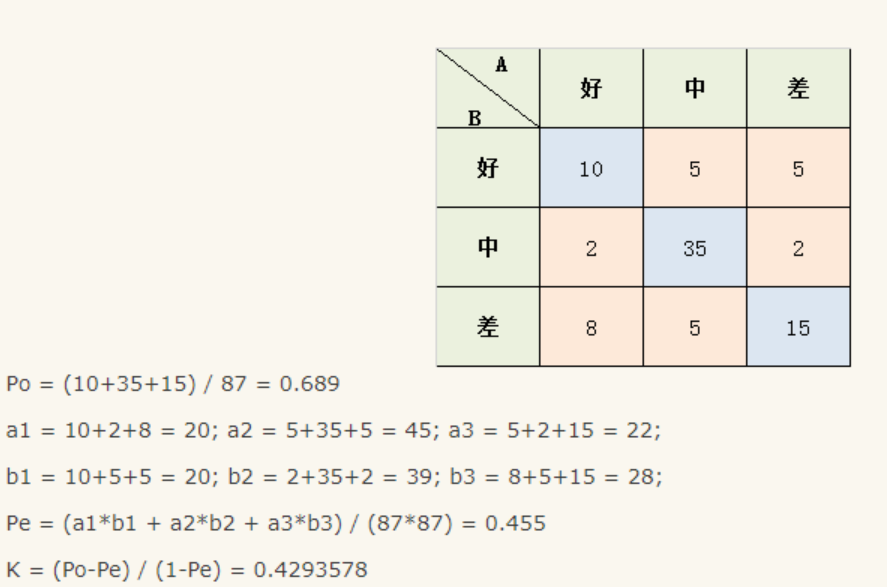 A
B
好 中 差
好 10 5 5
中 2 35 2
差 8 5 15
Po = (10+35+15) / 87 = 0.689
a1 = 10+2+8 = 20; a2 = 5+35+5 = 45; a3 = 5+2+15 = 22;
b1 = 10+5+5 = 20; b2 = 2+35+2 = 39; b3 = 8+5+15 = 28;
Pe = (a1*b1 + a2*b2 + a3*b3) / (87*87) = 0.455
K = (Po-Pe) / (1-Pe) = 0.4293578